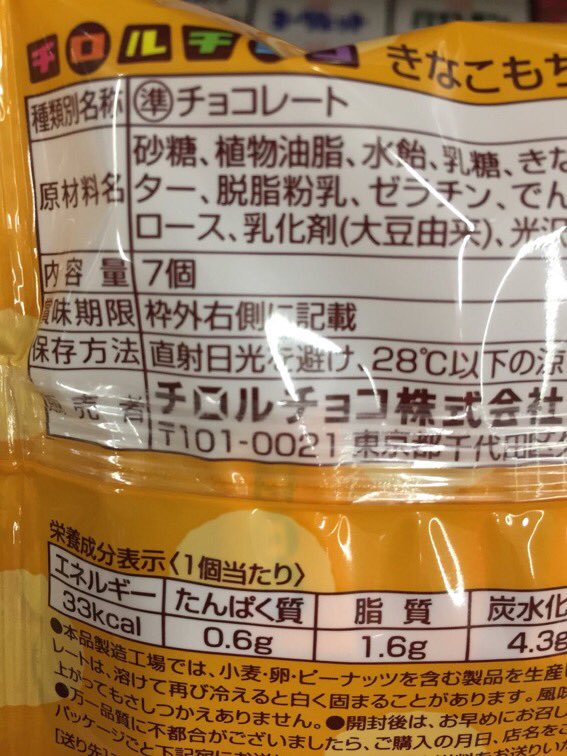 チロルチョコ きなこもち
種類別名称 準チョコレート
原材料名 砂糖、植物油脂、水飴、乳糖、きな
ター、脱脂粉乳、ゼラチン、でん
ロース、乳化剤(大豆由来)、光沢
内容量 7個
賞味期限 枠外右側に記載
保存方法 直射日光を避け、28℃以下の涼
販売者 チロルチョコ株式会社
〒101-0021 東京都千代田区外
栄養成分表示〈1個当たり〉
エネルギー たんぱく質 脂質 炭水化
33kcal 0.6g 1.6g 4.3g
●本品製造工場では、小麦・卵・ピーナッツを含む製品を生産し
レートは、溶けて再び冷えると白く固まることがあります。風味
上がってもさしつかえありません。●開封後は、お早めにお召し
●万一品質に不都合がございましたら、ご購入の月日、店名をご
パッケージごと下記宛に
[送り先に